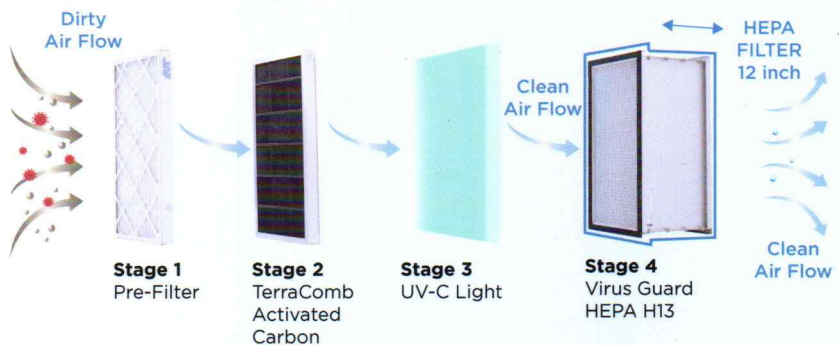 Dirty
Air Flow
HEPA
FILTER
12 inch
Clean
Air Flow
Clean
Air Flow
Stage 1
Pre-Filter
Stage 2
TerraComb
Activated
Carbon
Stage 3
UV-C Light
Stage 4
Virus Guard
HEPA H13